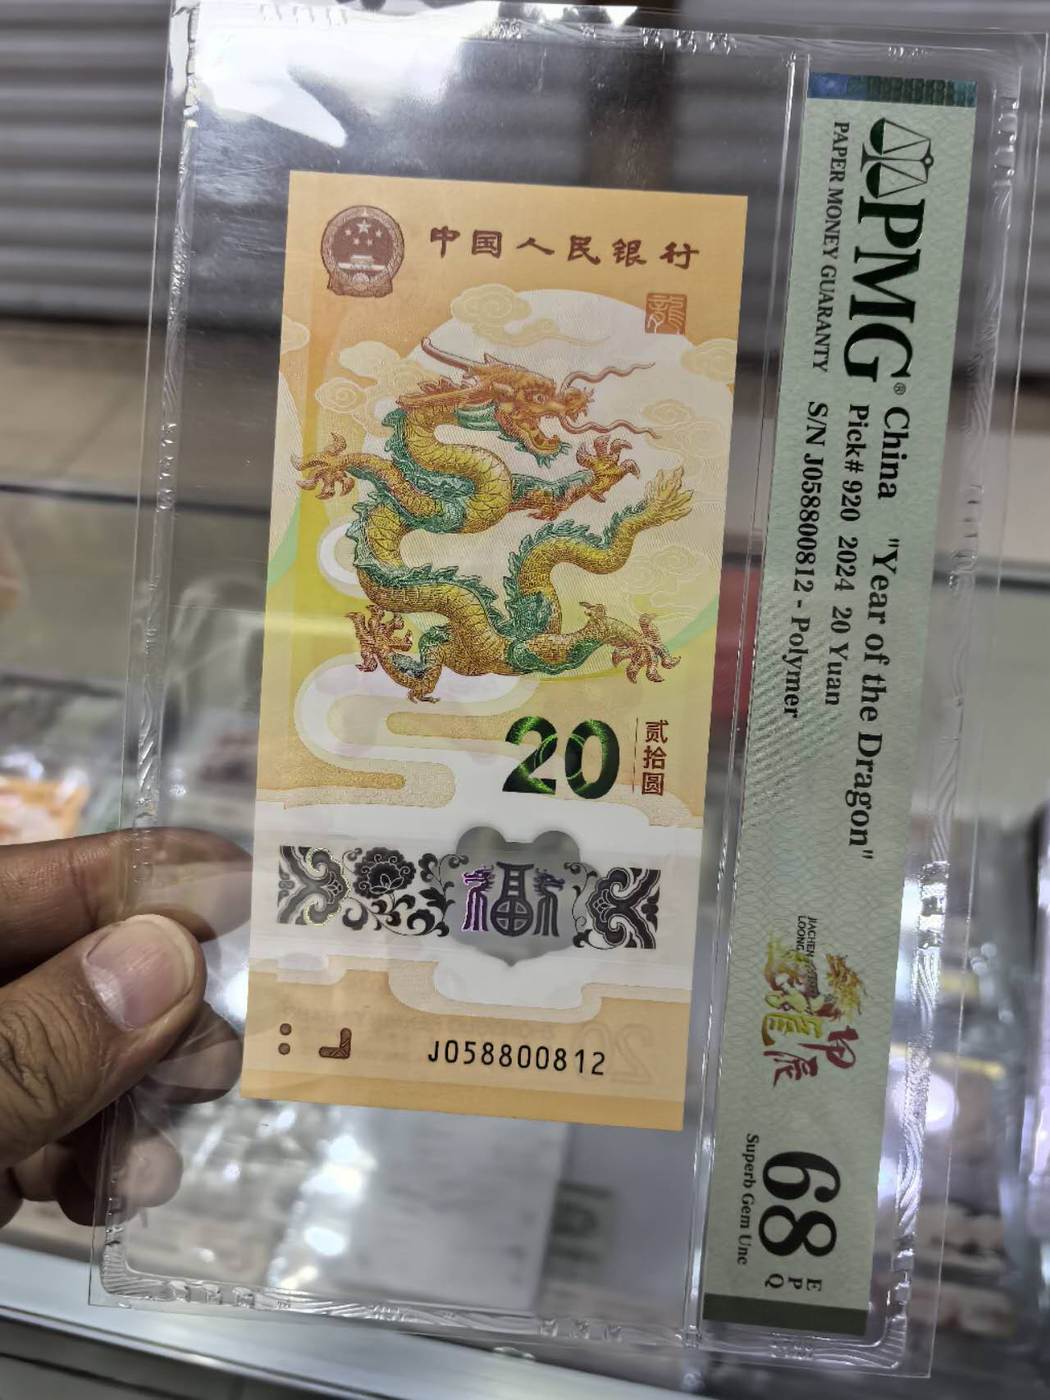 中国人民银行
龍
20
贰拾圆
福
J058800812
PMG®
PAPER MONEY GUARANTY
China "Year of the Dragon"
Pick# 920 2024 20 Yuan
S/N J058800812 - Polymer
JIACHEN
LOONG
甲辰
68
EPQ
Superb Gem Unc